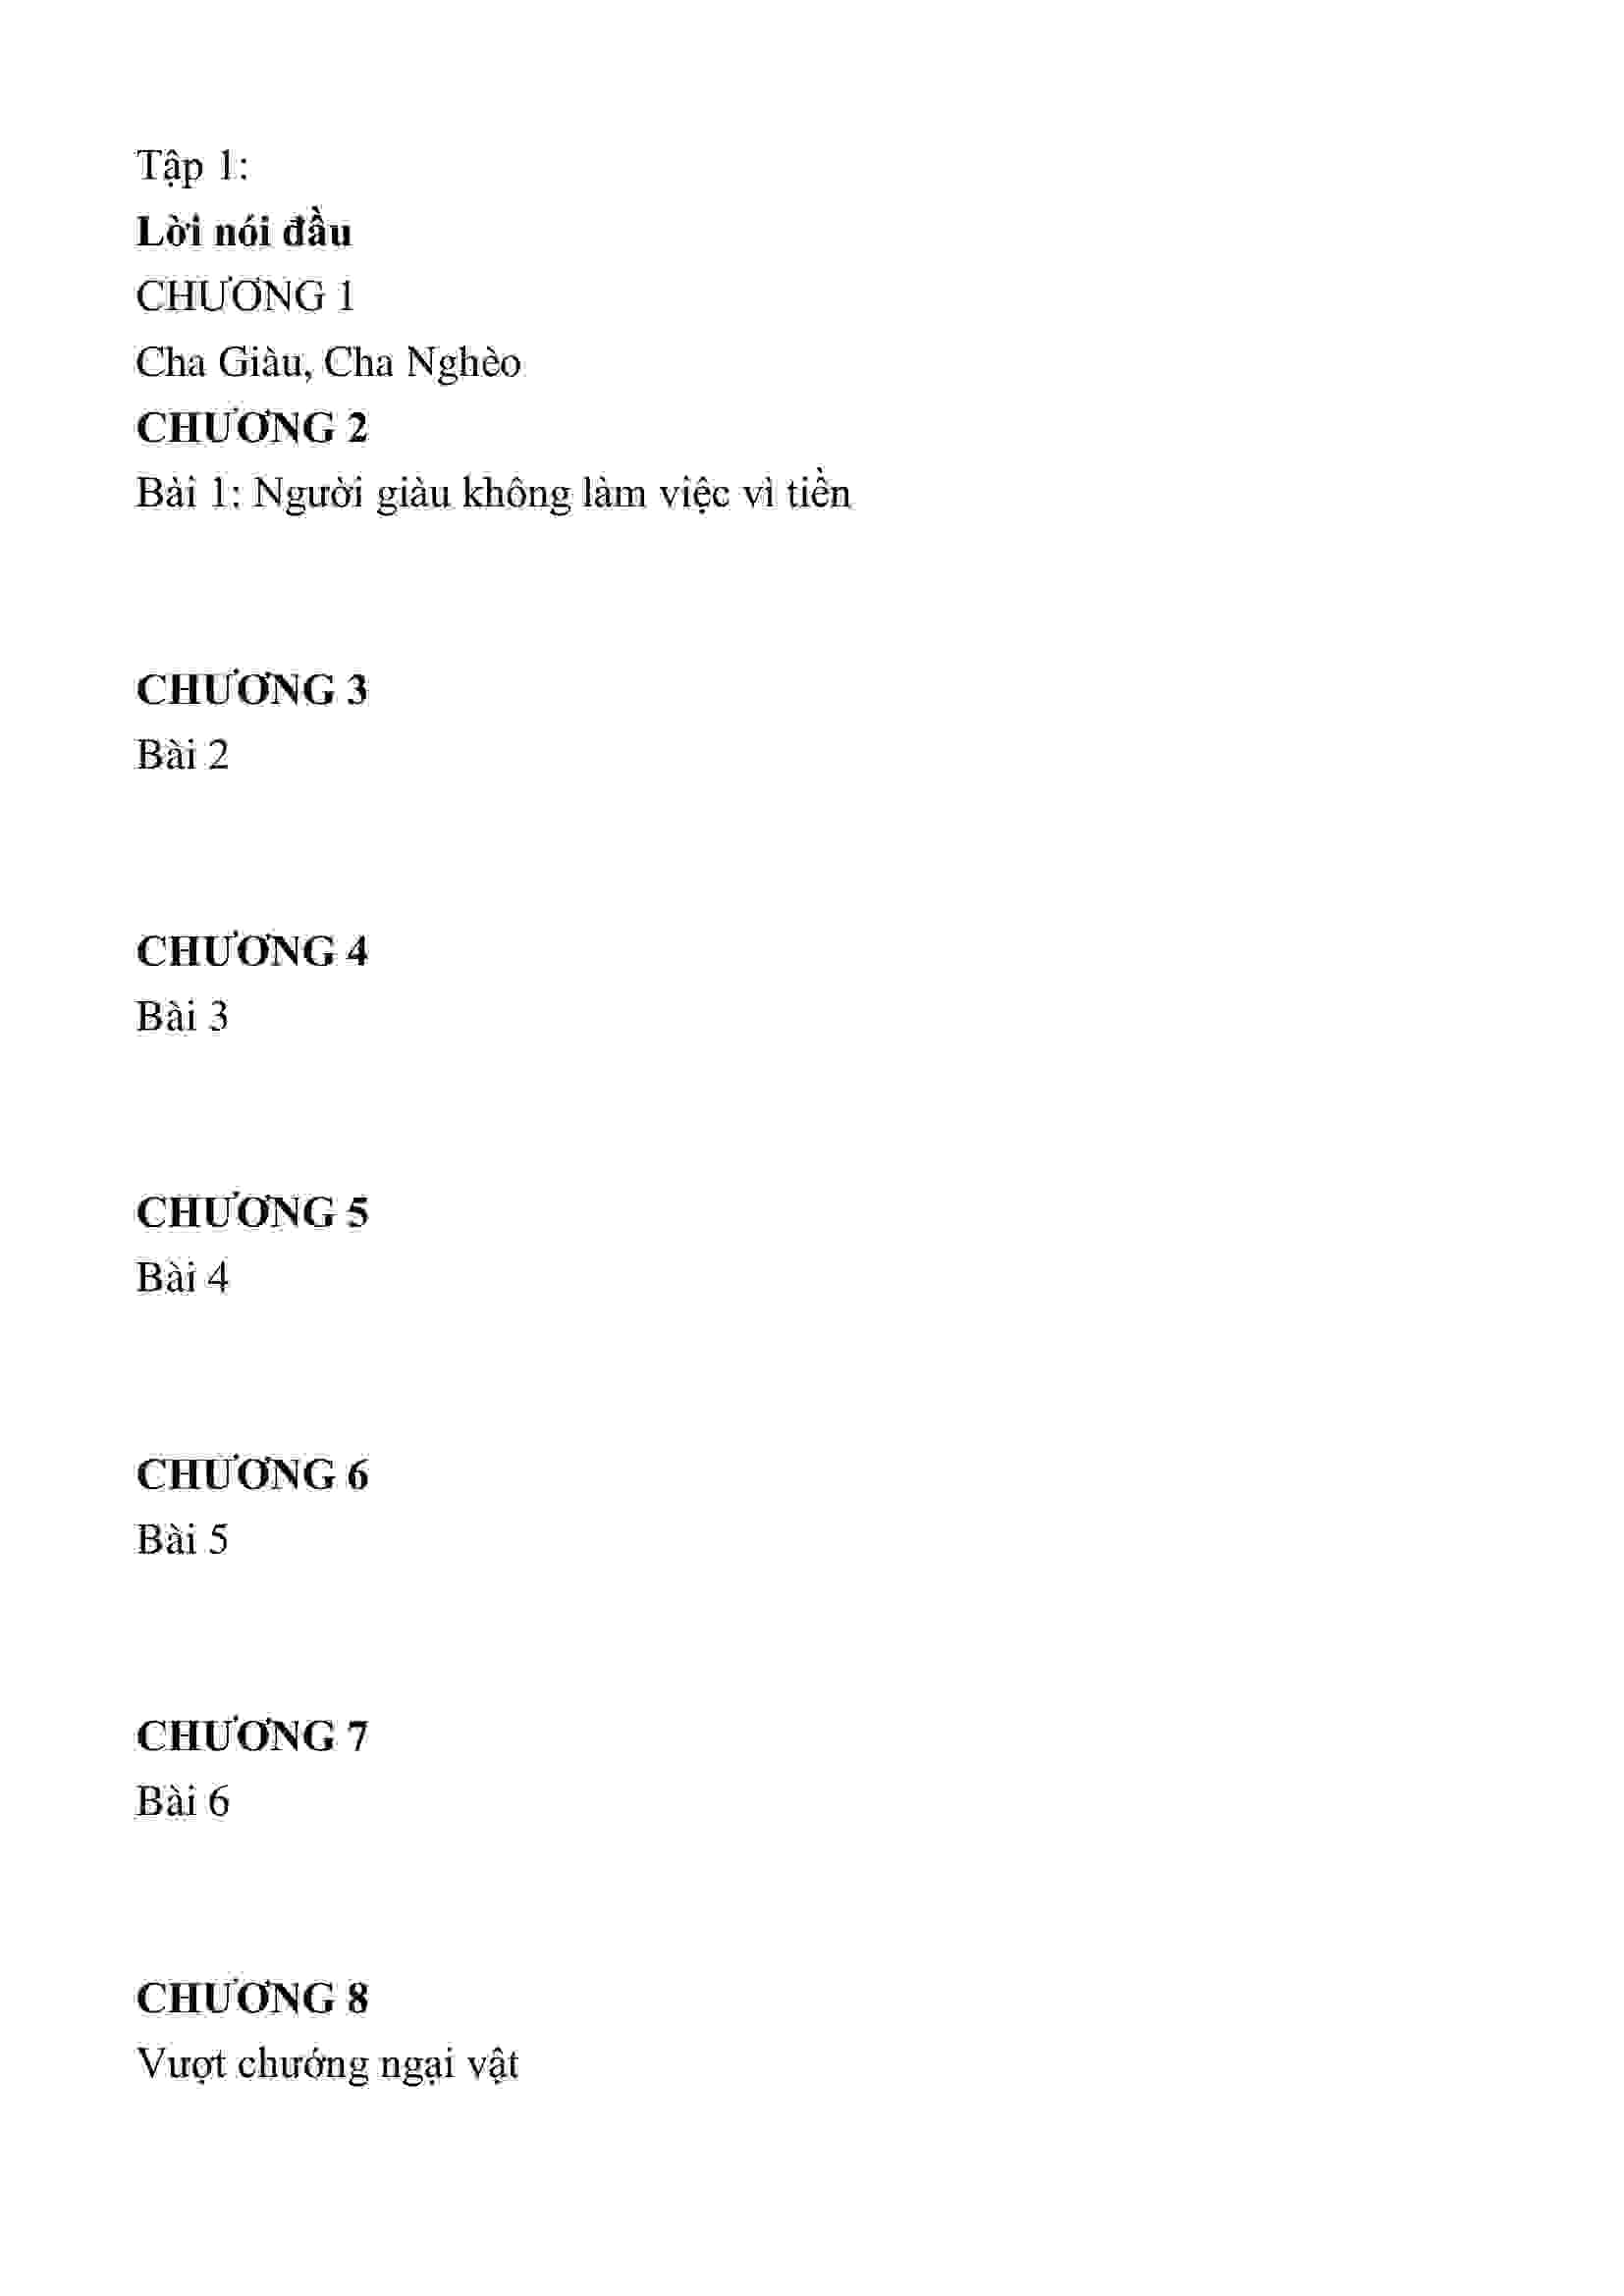 Tập 1:
Lời nói đầu
CHƯƠNG 1
Cha Giàu, Cha Nghèo
CHƯƠNG 2
Bài 1: Người giàu không làm việc vì tiền
CHƯƠNG 3
Bài 2
CHƯƠNG 4
Bài 3
CHƯƠNG 5
Bài 4
CHƯƠNG 6
Bài 5
CHƯƠNG 7
Bài 6
CHƯƠNG 8
Vượt chướng ngại vật